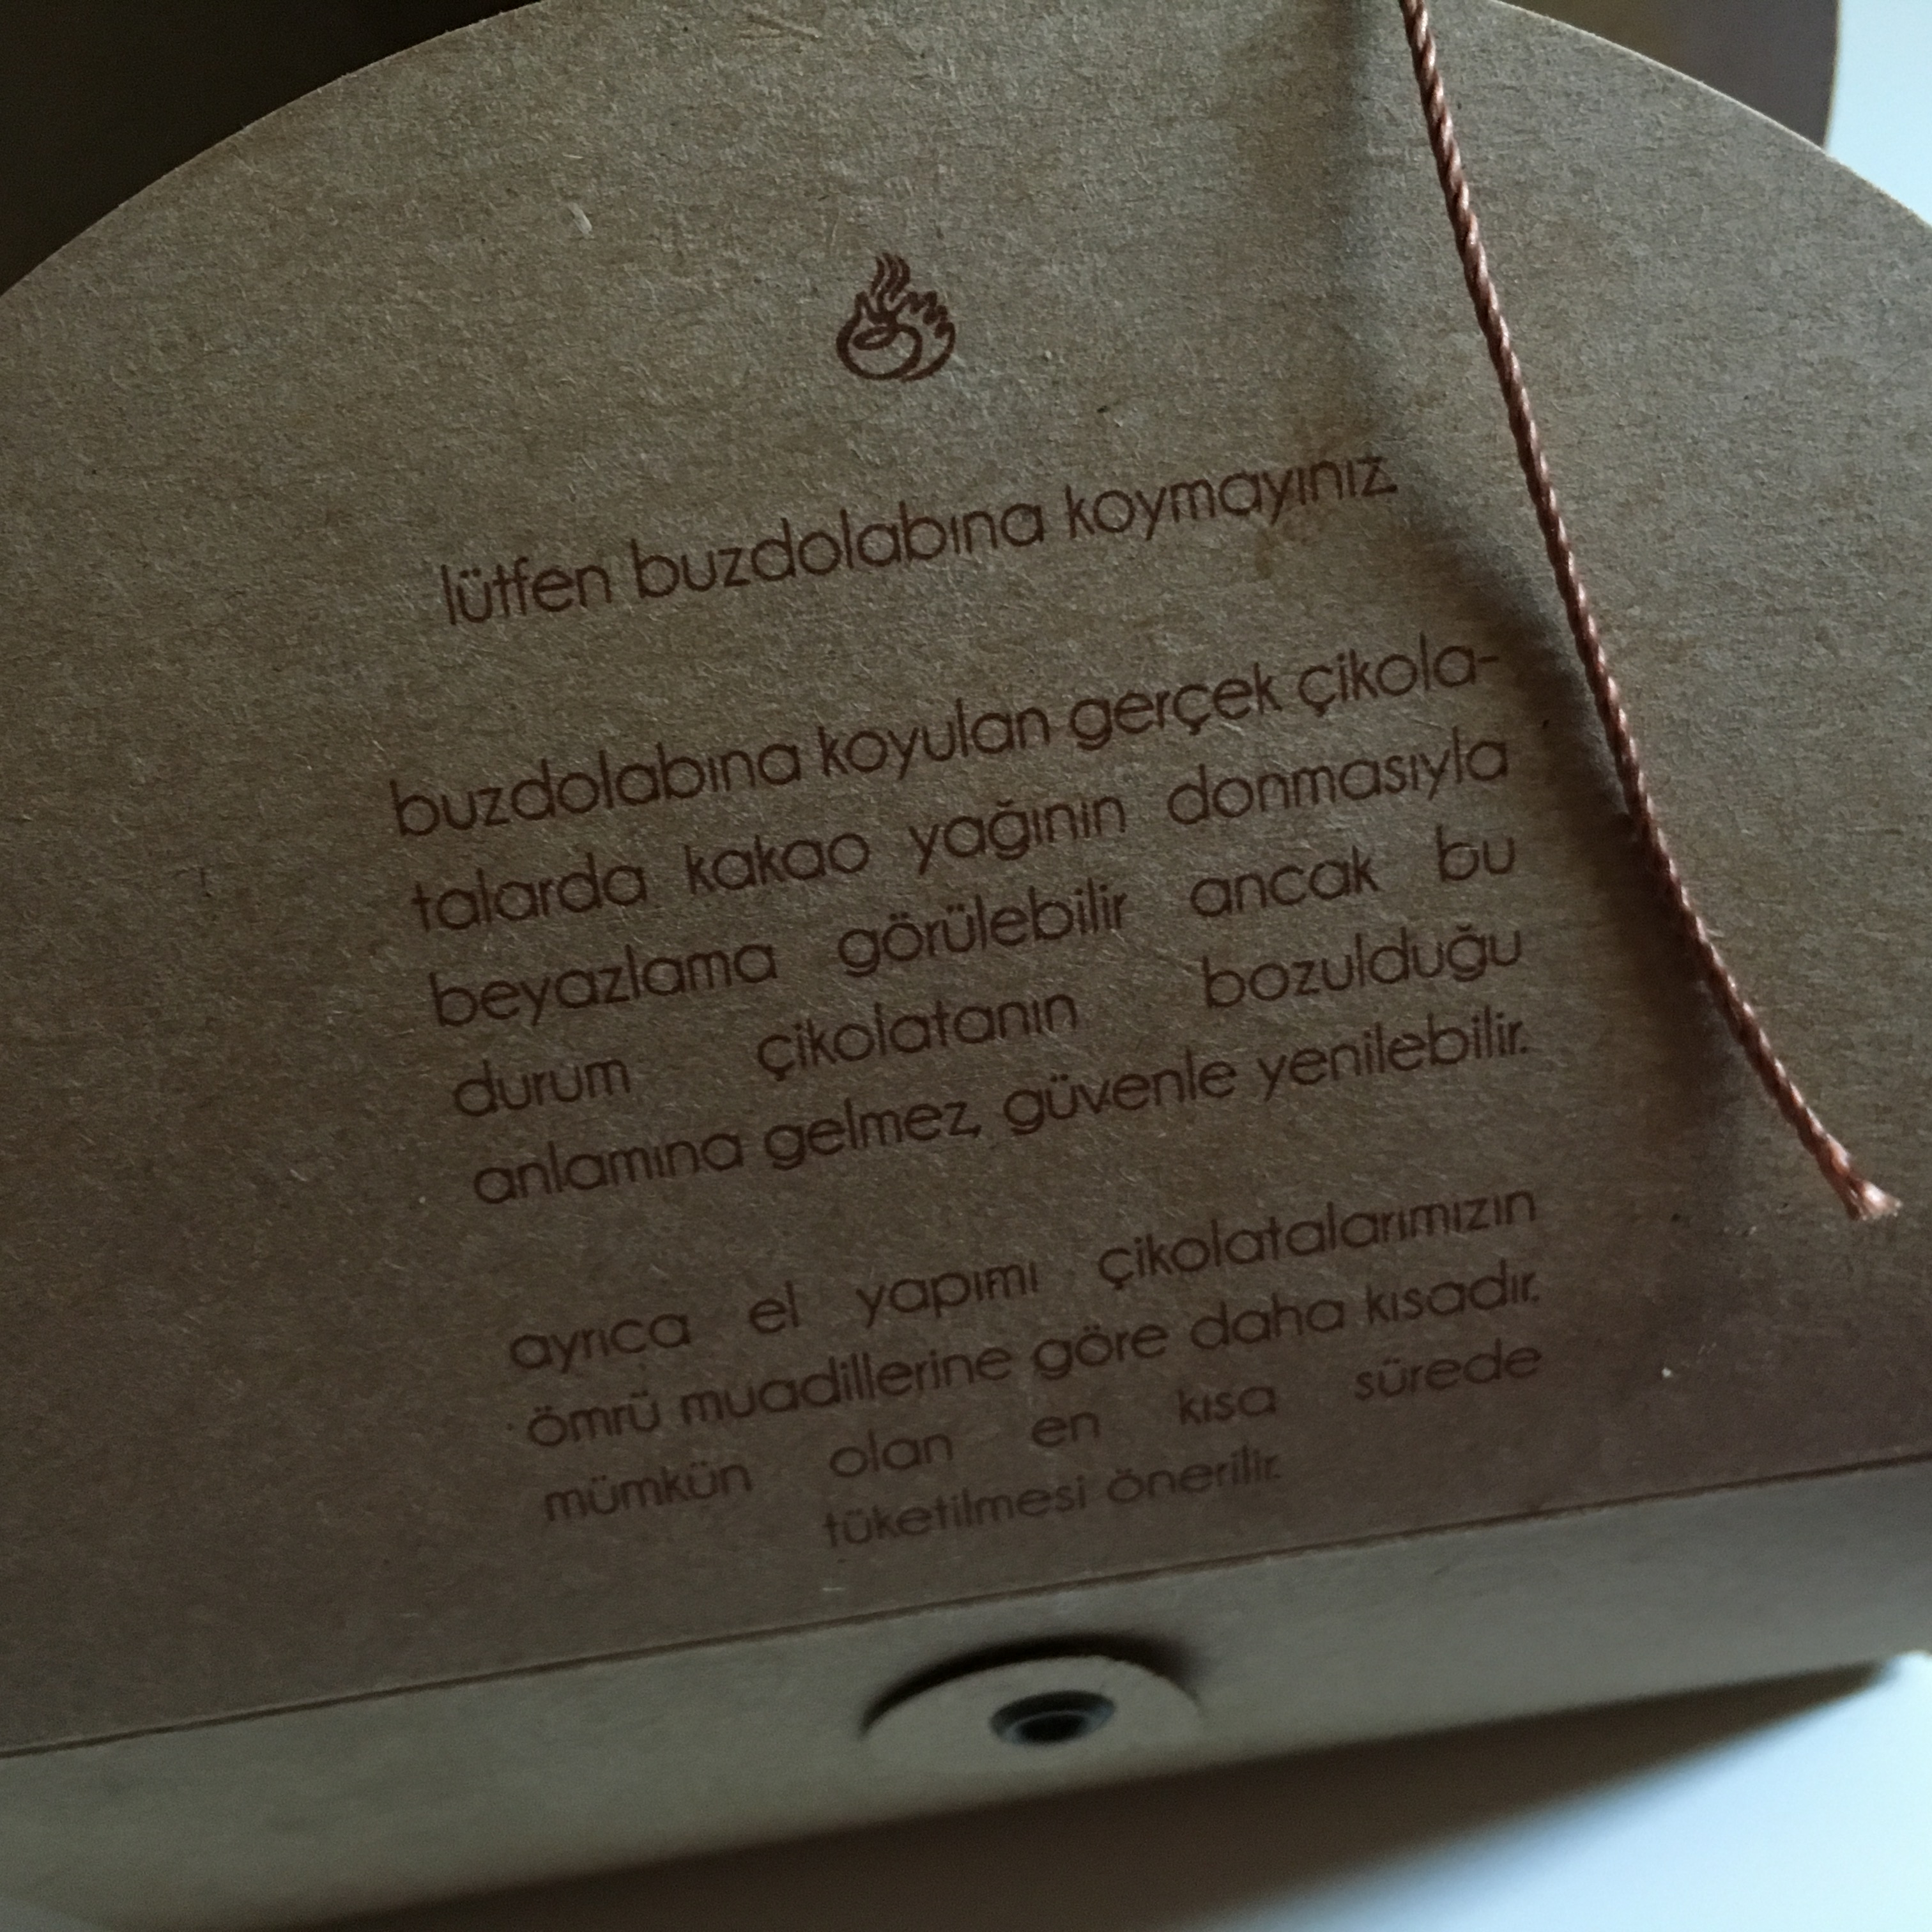 lütfen buzdolabına koymayınız.
buzdolabına koyulan gerçek çikola-
talarda kakao yağının donmasıyla
beyazlama görülebilir ancak bu
durum çikolatanın bozulduğu
anlamına gelmez, güvenle yenilebilir.
ayrıca el yapımı çikolatalarımızın
ömrü muadillerine göre daha kısadır.
mümkün olan en kısa sürede
tüketilmesi önerilir.